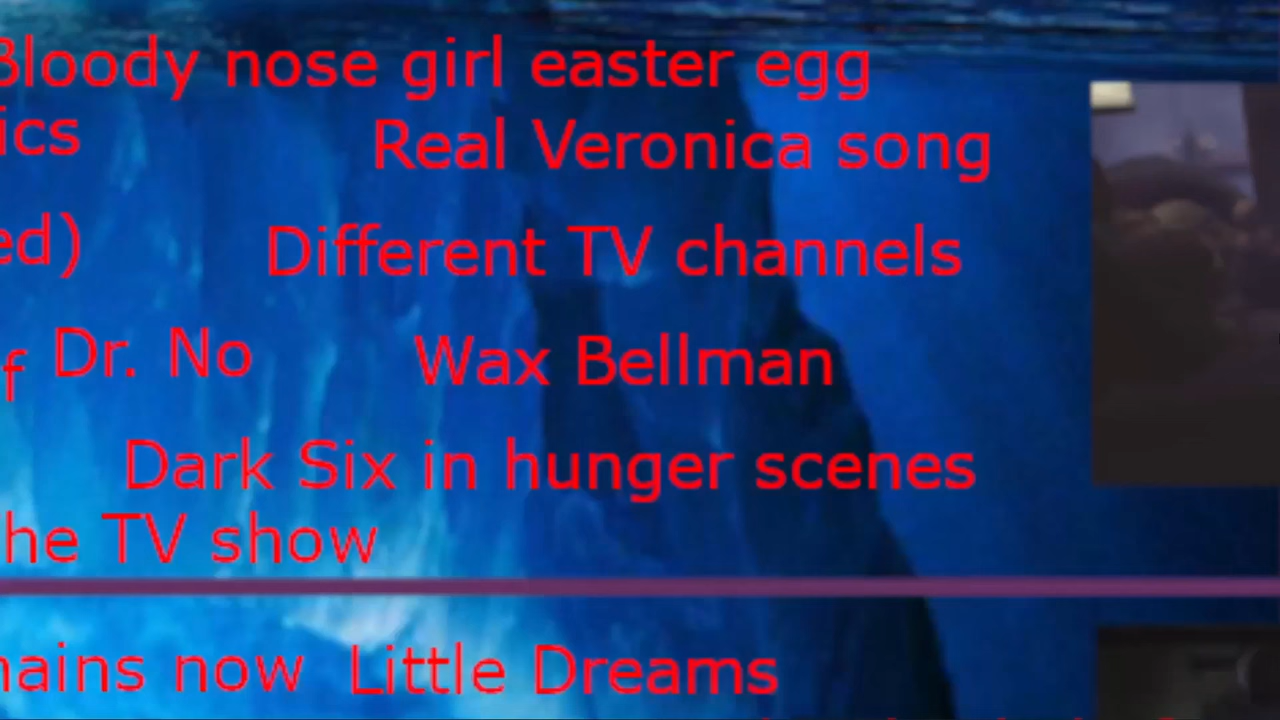 Bloody nose girl easter egg
ics
Real Veronica song
ed)
Different TV channels
f Dr. No
Wax Bellman
Dark Six in hunger scenes
he TV show
nains now Little Dreams